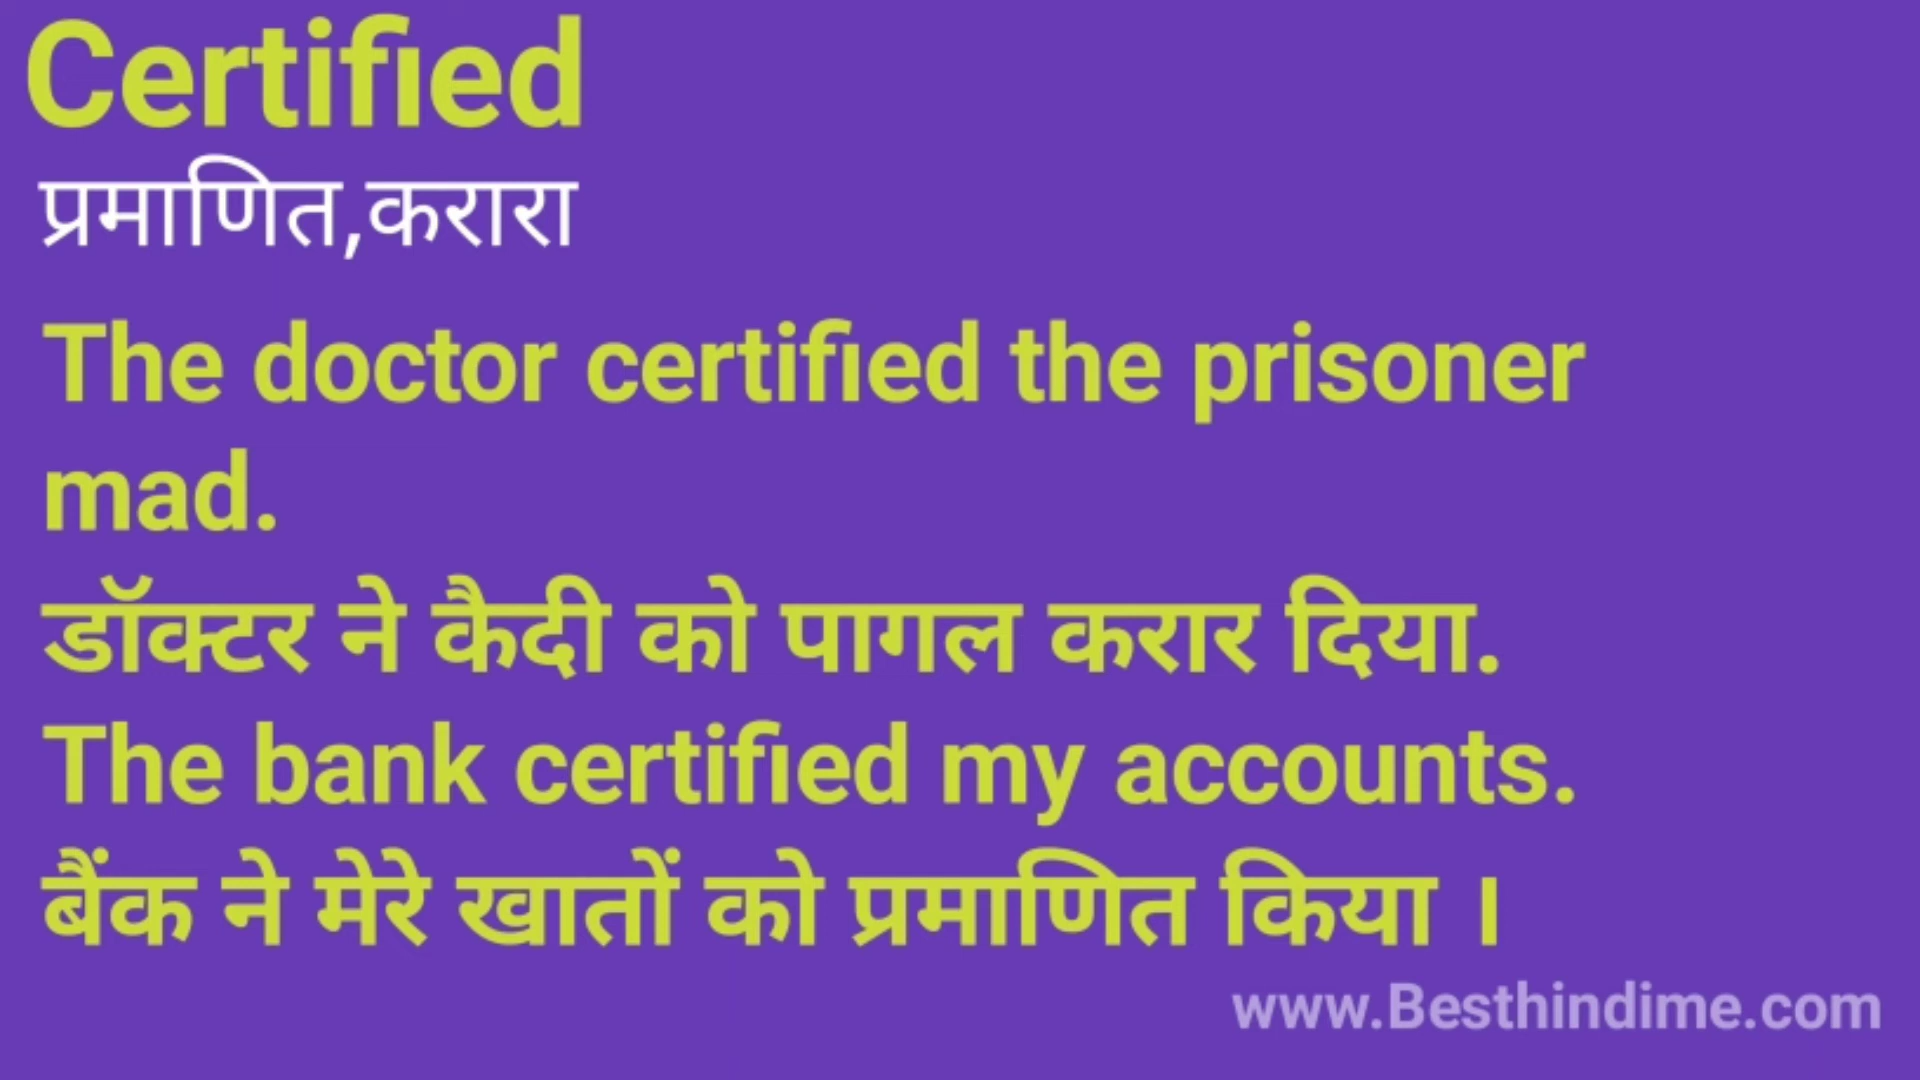 Certified
प्रमाणित,करारा
The doctor certified the prisoner
mad.
डॉक्टर ने कैदी को पागल करार दिया.
The bank certified my accounts.
बैंक ने मेरे खातों को प्रमाणित किया ।
www.Besthindime.com